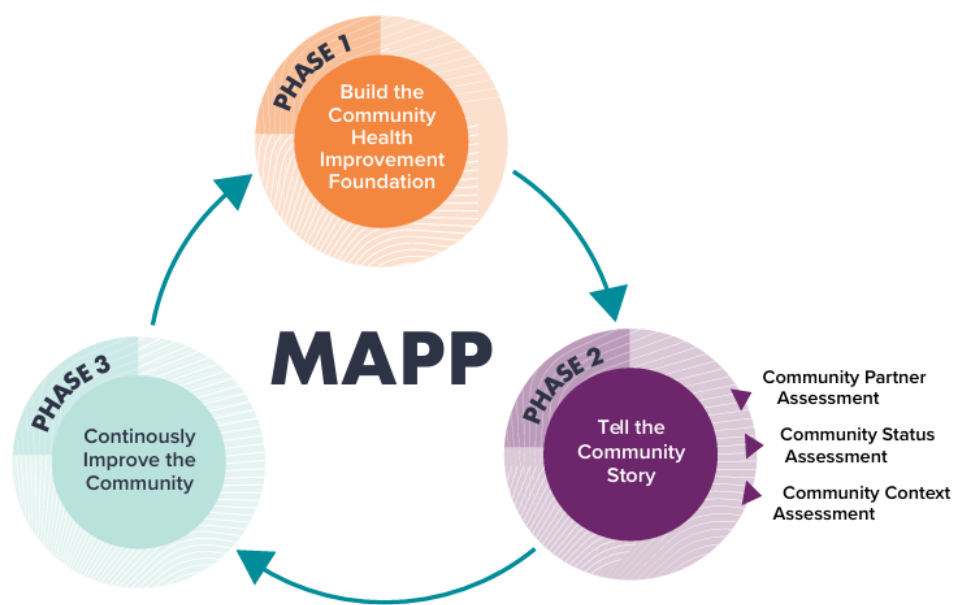 PHASE 1
Build the
Community
Health
Improvement
Foundation
MAPP
PHASE 2
Tell the
Community
Story
Community Partner
Assessment
Community Status
Assessment
Community Context
Assessment
PHASE 3
Continously
Improve the
Community